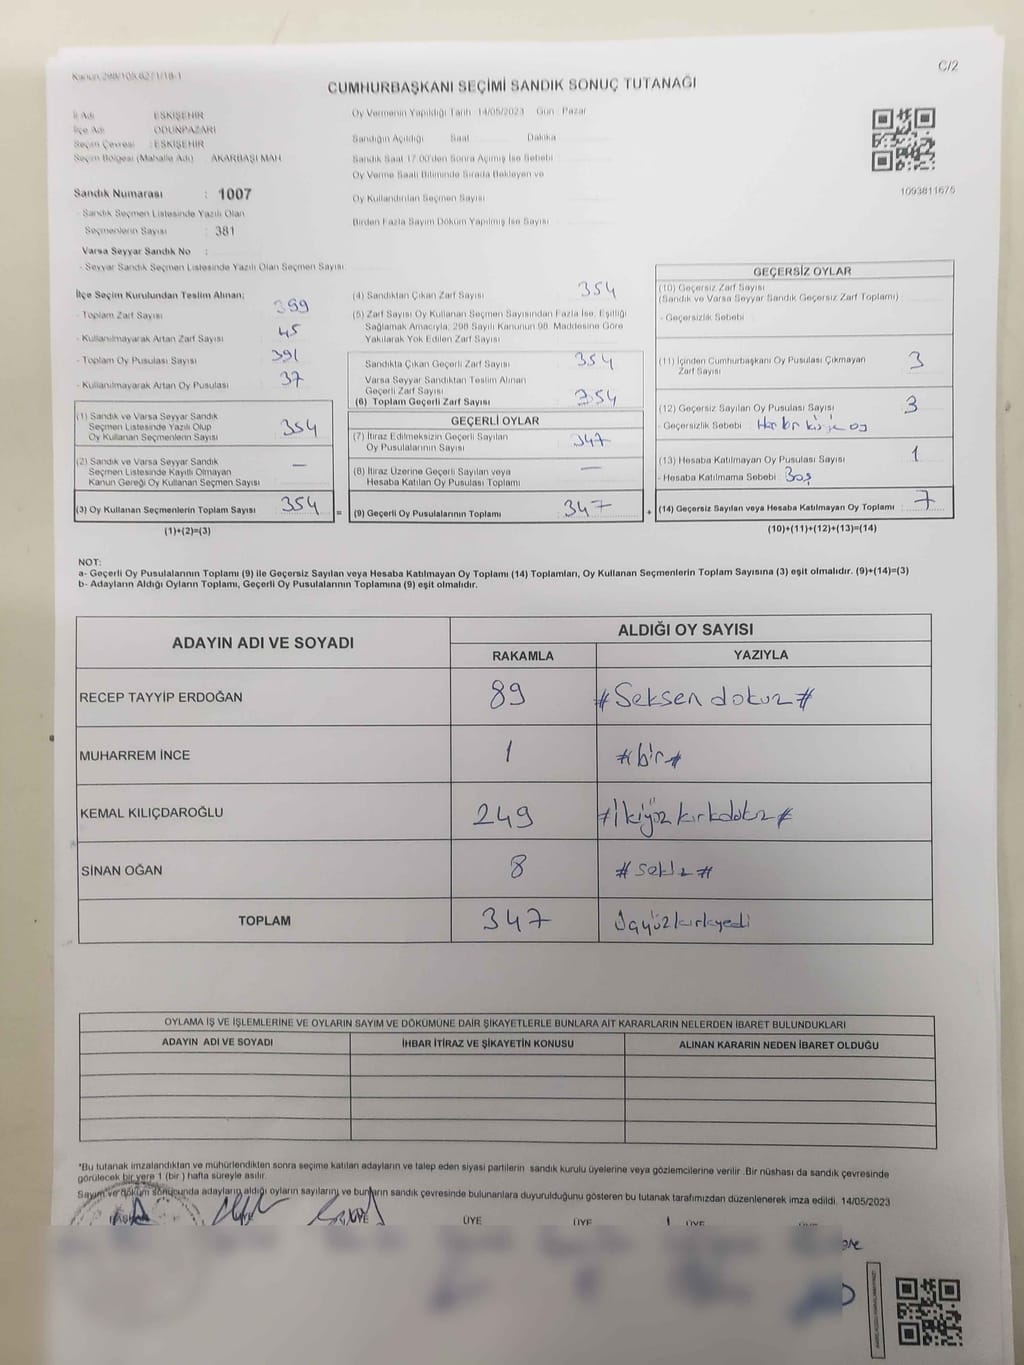 Kanun 298/105,6271/18-1
C/2
CUMHURBAŞKANI SEÇİMİ SANDIK SONUÇ TUTANAĞI
İl Adı ESKİŞEHİR
İlçe Adı ODUNPAZARI
Seçim Çevresi : ESKİŞEHİR
Seçim Bölgesi (Mahalle Adı) : AKARBAŞI MAH
Sandık Numarası : 1007
- Sandık Seçmen Listesinde Yazılı Olan
Seçmenlerin Sayısı : 381
Varsa Seyyar Sandık No :
- Seyyar Sandık Seçmen Listesinde Yazılı Olan Seçmen Sayısı
Oy Vermenin Yapıldığı Tarih 14/05/2023 Gün : Pazar
Sandığın Açıldığı Saat Dakika
Sandık Saat 17:00'den Sonra Açılmış İse Sebebi
Oy Verme Saati Bitiminde Sırada Bekleyen ve
Oy Kullandırılan Seçmen Sayısı
Birden Fazla Sayım Döküm Yapılmış İse Sayısı
1093811675
İlçe Seçim Kurulundan Teslim Alınan;
- Toplam Zarf Sayısı 399
- Kullanılmayarak Artan Zarf Sayısı 45
- Toplam Oy Pusulası Sayısı 391
- Kullanılmayarak Artan Oy Pusulası 37
(1) Sandık ve Varsa Seyyar Sandık
Seçmen Listesinde Yazılı Olup
Oy Kullanan Seçmenlerin Sayısı 354
(2) Sandık ve Varsa Seyyar Sandık
Seçmen Listesinde Kayıtlı Olmayan
Kanun Gereği Oy Kullanan Seçmen Sayısı —
(3) Oy Kullanan Seçmenlerin Toplam Sayısı 354 =
(1)+(2)=(3)
(4) Sandıktan Çıkan Zarf Sayısı 354
(5) Zarf Sayısı Oy Kullanan Seçmen Sayısından Fazla İse, Eşitliği
Sağlamak Amacıyla, 298 Sayılı Kanunun 98. Maddesine Göre
Yakılarak Yok Edilen Zarf Sayısı
Sandıkta Çıkan Geçerli Zarf Sayısı 354
Varsa Seyyar Sandıktan Teslim Alınan
Geçerli Zarf Sayısı
(6) Toplam Geçerli Zarf Sayısı 354
GEÇERLİ OYLAR
(7) İtiraz Edilmeksizin Geçerli Sayılan
Oy Pusulasının Sayısı 347
(8) İtiraz Üzerine Geçerli Sayılan veya
Hesaba Katılan Oy Pusulası Toplamı —
(9) Geçerli Oy Pusulalarının Toplamı 347 +
GEÇERSİZ OYLAR
(10) Geçersiz Zarf Sayısı
(Sandık ve Varsa Seyyar Sandık Geçersiz Zarf Toplamı)
- Geçersizlik Sebebi :
(11) İçinden Cumhurbaşkanı Oy Pusulası Çıkmayan
Zarf Sayısı 3
(12) Geçersiz Sayılan Oy Pusulası Sayısı 3
- Geçersizlik Sebebi : Her bir kişiye oy
(13) Hesaba Katılmayan Oy Pusulası Sayısı 1
- Hesaba Katılmama Sebebi : Boş
(14) Geçersiz Sayılan veya Hesaba Katılmayan Oy Toplamı : 7
(10)+(11)+(12)+(13)=(14)
NOT:
a- Geçerli Oy Pusulalarının Toplamı (9) ile Geçersiz Sayılan veya Hesaba Katılmayan Oy Toplamı (14) Toplamları, Oy Kullanan Seçmenlerin Toplam Sayısına (3) eşit olmalıdır. (9)+(14)=(3)
b- Adayların Aldığı Oyların Toplamı, Geçerli Oy Pusulalarının Toplamına (9) eşit olmalıdır.
ADAYIN ADI VE SOYADI ALDIĞI OY SAYISI
RAKAMLA YAZIYLA
RECEP TAYYİP ERDOĞAN 89 #Seksen dokuz#
MUHARREM İNCE 1 #bir#
KEMAL KILIÇDAROĞLU 249 #İkiyüz kırkdokuz#
SİNAN OĞAN 8 #sekiz#
TOPLAM 347 Üçyüzkırkyedi
OYLAMA İŞ VE İŞLEMLERİNE VE OYLARIN SAYIM VE DÖKÜMÜNE DAİR ŞİKAYETLERLE BUNLARA AİT KARARLARIN NELERDEN İBARET BULUNDUKLARI
ADAYIN ADI VE SOYADI İHBAR İTİRAZ VE ŞİKAYETİN KONUSU ALINAN KARARIN NEDEN İBARET OLDUĞU
*Bu tutanak imzalandıktan ve mühürlendikten sonra seçime katılan adayların ve talep eden siyasi partilerin sandık kurulu üyelerine veya gözlemcilerine verilir .Bir nüshası da sandık çevresinde
görülecek bir yere 1 (bir ) hafta süreyle asılır.
Sayım ve döküm sonucunda adayların aldığı oyların sayılarını ve bunların sandık çevresinde bulunanlara duyurulduğunu gösteren bu tutanak tarafımızdan düzenlenerek imza edildi. 14/05/2023
ÜYE ÜYE ÜYE